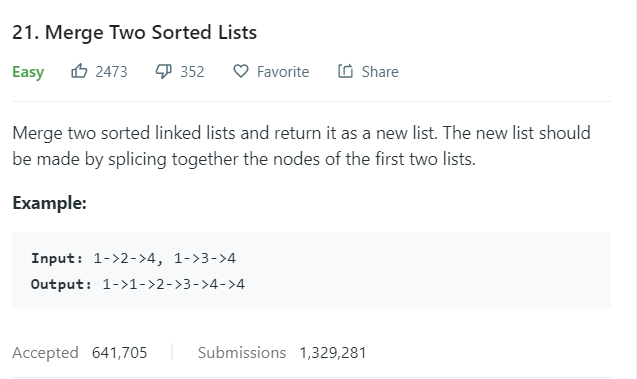 21. Merge Two Sorted Lists
Easy 2473 352 Favorite Share
Merge two sorted linked lists and return it as a new list. The new list should
be made by splicing together the nodes of the first two lists.
Example:
Input: 1->2->4, 1->3->4
Output: 1->1->2->3->4->4
Accepted 641,705 Submissions 1,329,281